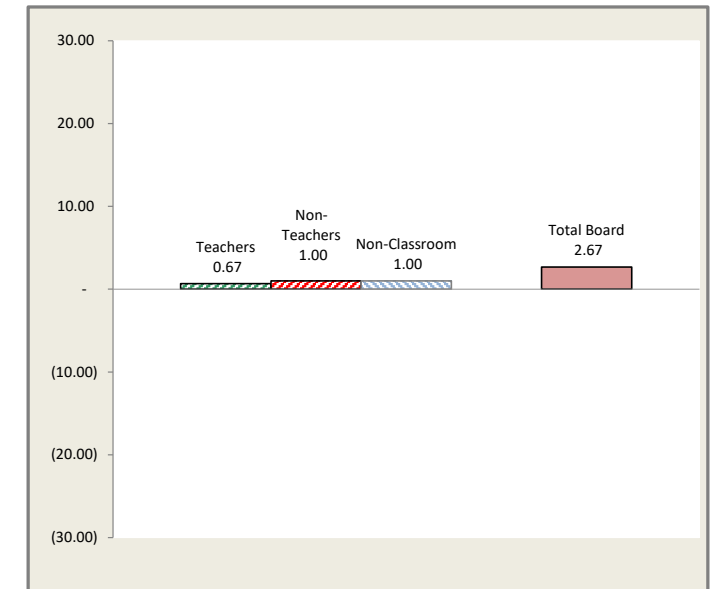 30.00
20.00
10.00
-
(10.00)
(20.00)
(30.00)
Teachers
0.67
Non-
Teachers
1.00
Non-Classroom
1.00
Total Board
2.67